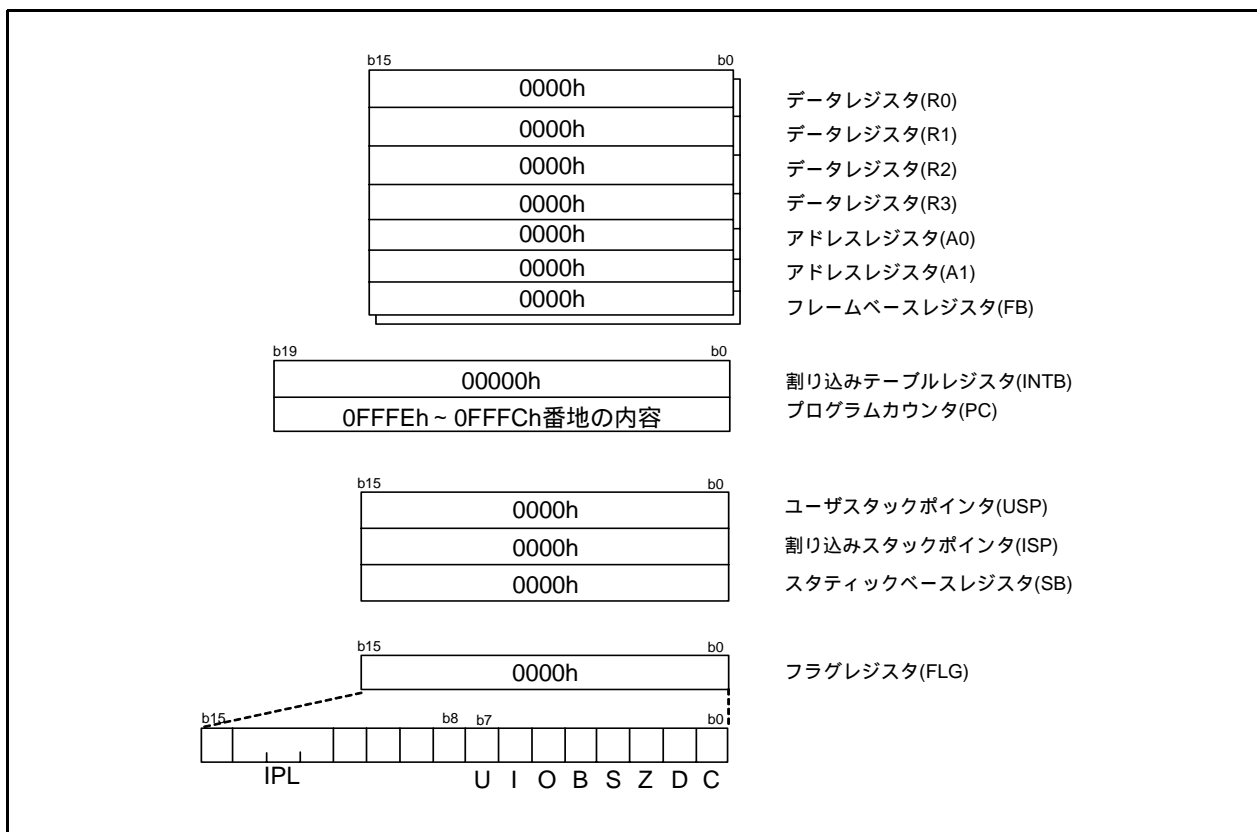 b15 b0
0000h データレジスタ(R0)
0000h データレジスタ(R1)
0000h データレジスタ(R2)
0000h データレジスタ(R3)
0000h アドレスレジスタ(A0)
0000h アドレスレジスタ(A1)
0000h フレームベースレジスタ(FB)
b19 b0
00000h 割り込みテーブルレジスタ(INTB)
0FFFEh ~ 0FFFCh番地の内容 プログラムカウンタ(PC)
b15 b0
0000h ユーザスタックポインタ(USP)
0000h 割り込みスタックポインタ(ISP)
0000h スタティックベースレジスタ(SB)
b15 b0
0000h フラグレジスタ(FLG)
b15 b8 b7 b0
IPL U I O B S Z D C